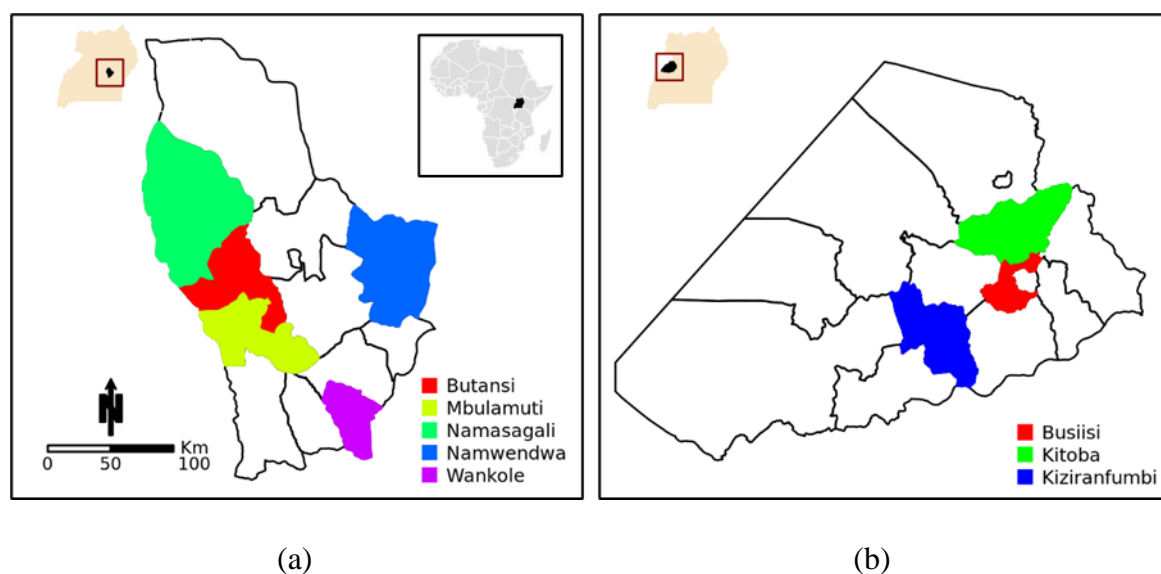 N
Km
0 50 100
Butansi
Mbulamuti
Namasagali
Namwendwa
Wankole
Busiisi
Kitoba
Kiziranfumbi
(a)
(b)